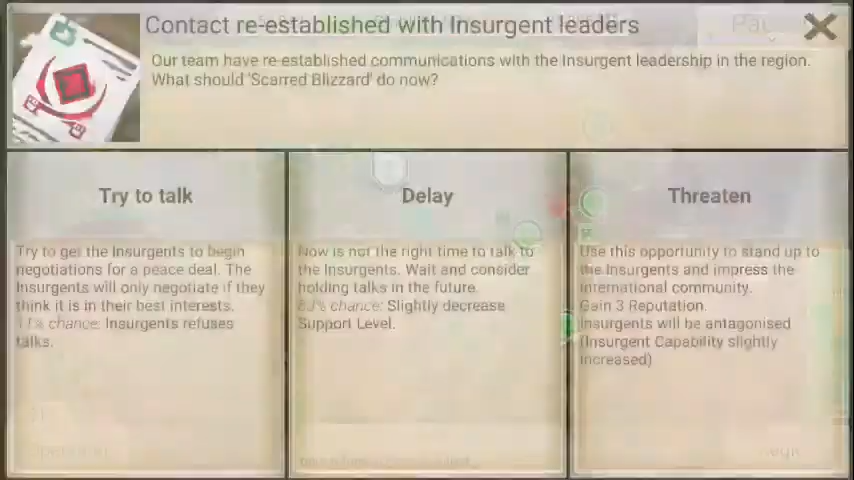 Contact re-established with Insurgent leaders
Our team have re-established communications with the Insurgent leadership in the region.
What should 'Scarred Blizzard' do now?
Try to talk
Try to get the Insurgents to begin
negotiations for a peace deal. The
Insurgents will only negotiate if they
think it is in their best interests.
11% chance: Insurgents refuses
talks.
Delay
Now is not the right time to talk to
the Insurgents. Wait and consider
holding talks in the future.
83% chance: Slightly decrease
Support Level.
Threaten
Use this opportunity to stand up to
the Insurgents and impress the
international community.
Gain 3 Reputation.
Insurgents will be antagonised
(Insurgent Capability slightly
increased)